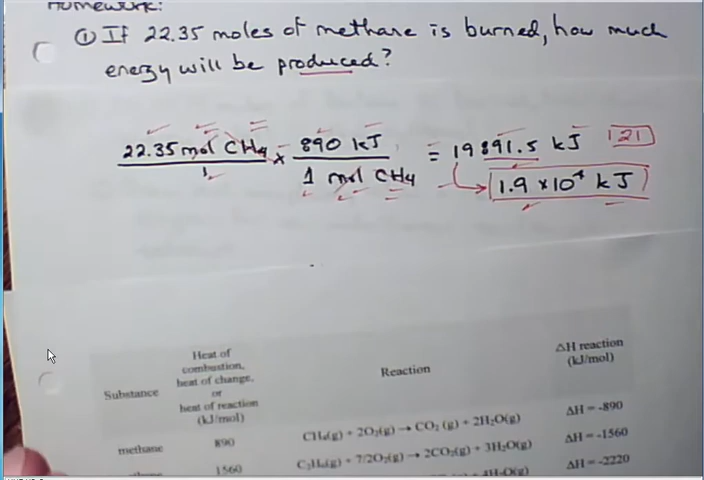 Homework:
① If 22.35 moles of methane is burned, how much
energy will be produced?
22.35 mol CH4 × 890 kJ = 19891.5 kJ |2|
1 1 mol CH4 1.9 × 10⁴ kJ
Heat of
combustion,
heat of change,
or
heat of reaction
(kJ/mol)
Substance
Reaction
ΔH reaction
(kJ/mol)
methane 890 CH₄(g) + 2O₂(g) → CO₂ (g) + 2H₂O(g) ΔH = -890
1560 C₂H₆(g) + 7/2O₂(g) → 2CO₂(g) + 3H₂O(g) ΔH = -1560
4H₂O(g) ΔH = -2220